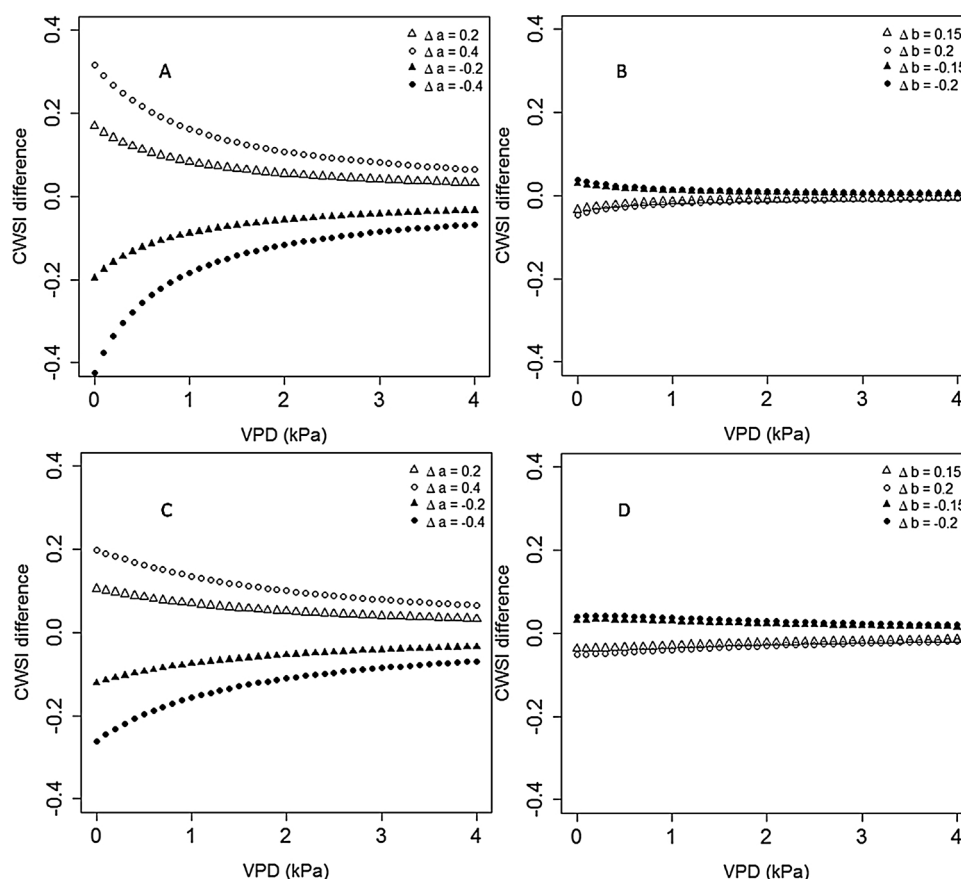 A
△ Δ a = 0.2
○ Δ a = 0.4
▲ Δ a = -0.2
● Δ a = -0.4
CWSI difference
0.4
0.2
0.0
-0.2
-0.4
0 1 2 3 4
VPD (kPa)
B
△ Δ b = 0.15
○ Δ b = 0.2
▲ Δ b = -0.15
● Δ b = -0.2
CWSI difference
0.4
0.2
0.0
-0.2
-0.4
0 1 2 3 4
VPD (kPa)
C
△ Δ a = 0.2
○ Δ a = 0.4
▲ Δ a = -0.2
● Δ a = -0.4
CWSI difference
0.4
0.2
0.0
-0.2
-0.4
0 1 2 3 4
VPD (kPa)
D
△ Δ b = 0.15
○ Δ b = 0.2
▲ Δ b = -0.15
● Δ b = -0.2
CWSI difference
0.4
0.2
0.0
-0.2
-0.4
0 1 2 3 4
VPD (kPa)